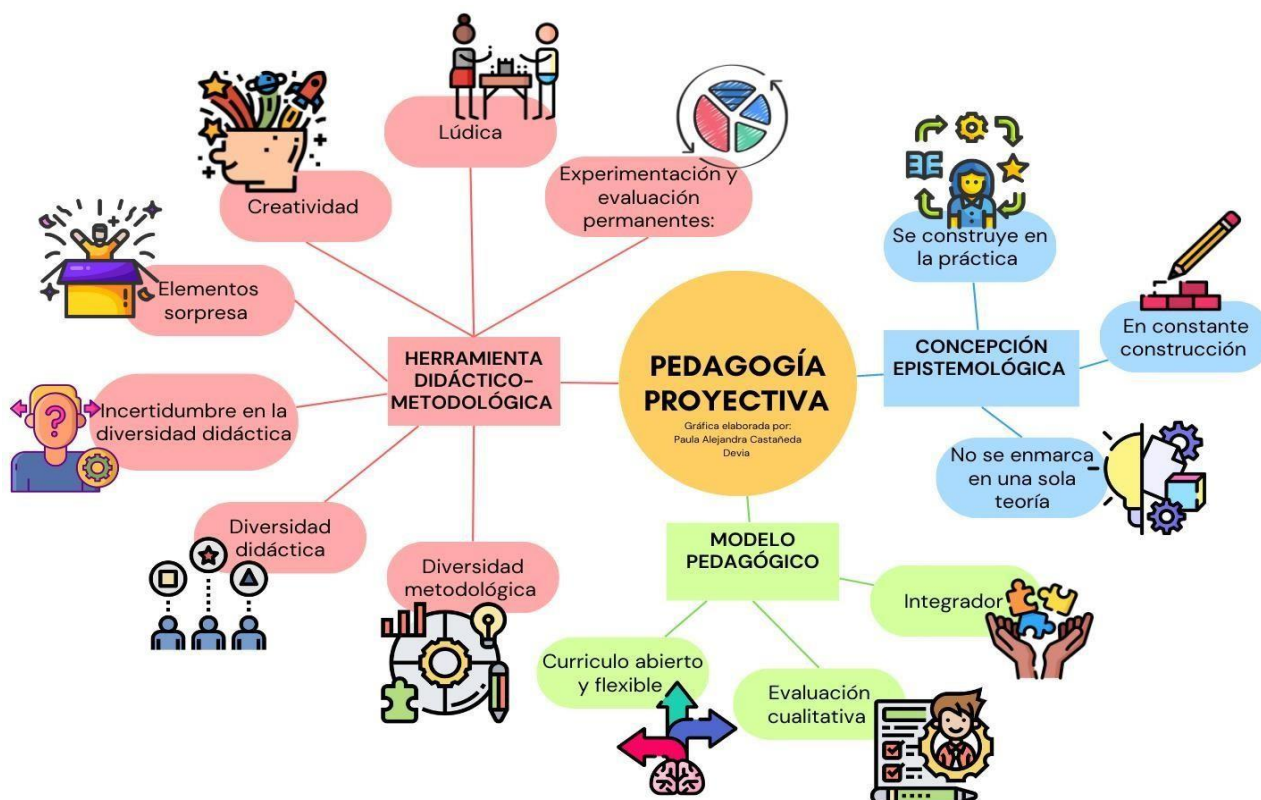 PEDAGOGÍA
PROYECTIVA
Gráfica elaborada por:
Paula Alejandra Castañeda
Devia
HERRAMIENTA
DIDÁCTICO-
METODOLÓGICA
Lúdica
Creatividad
Experimentación y
evaluación
permanentes:
Elementos
sorpresa
Incertidumbre en la
diversidad didáctica
Diversidad
didáctica
Diversidad
metodológica
CONCEPCIÓN
EPISTEMOLÓGICA
Se construye en
la práctica
En constante
construcción
No se enmarca
en una sola
teoría
MODELO
PEDAGÓGICO
Integrador
Curriculo abierto
y flexible
Evaluación
cualitativa